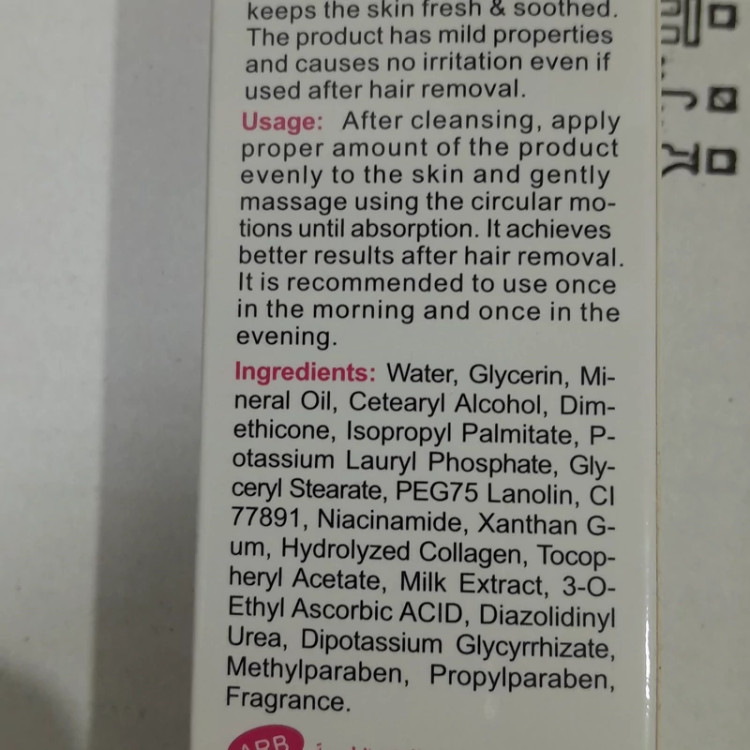 keeps the skin fresh & soothed.
The product has mild properties
and causes no irritation even if
used after hair removal.
Usage: After cleansing, apply
proper amount of the product
evenly to the skin and gently
massage using the circular mo-
tions until absorption. It achieves
better results after hair removal.
It is recommended to use once
in the morning and once in the
evening.
Ingredients: Water, Glycerin, Mi-
neral Oil, Cetearyl Alcohol, Dim-
ethicone, Isopropyl Palmitate, P-
otassium Lauryl Phosphate, Gly-
ceryl Stearate, PEG75 Lanolin, CI
77891, Niacinamide, Xanthan G-
um, Hydrolyzed Collagen, Tocop-
heryl Acetate, Milk Extract, 3-O-
Ethyl Ascorbic ACID, Diazolidinyl
Urea, Dipotassium Glycyrrhizate,
Methylparaben, Propylparaben,
Fragrance.